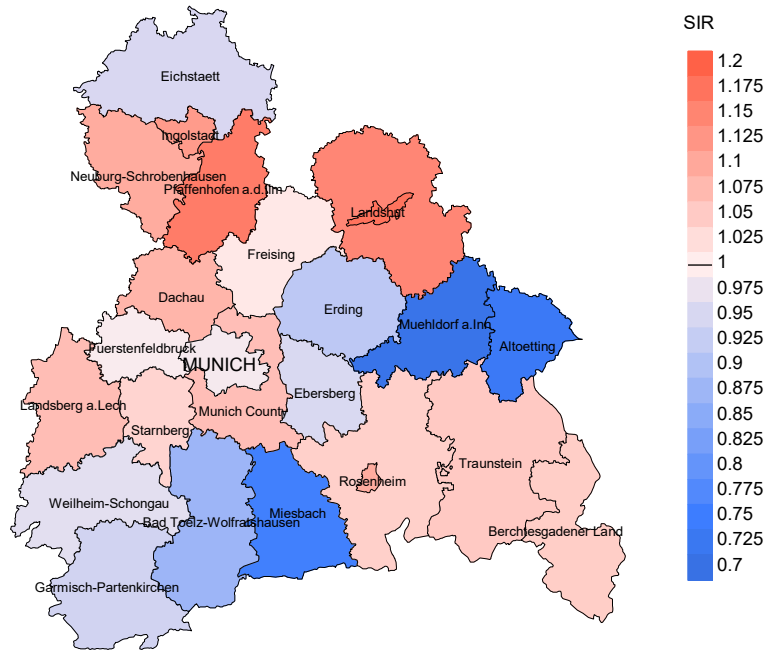 SIR
Eichstaett
Ingolstadt
Neuburg-Schrobenhausen
Pfaffenhofen a.d.Ilm
Landshut
Freising
Dachau
Erding
Muehldorf a.Inn
Altoetting
Fuerstenfeldbruck
MUNICH
Ebersberg
Landsberg a.Lech
Munich County
Starnberg
Traunstein
Rosenheim
Weilheim-Schongau
Miesbach
Bad Toelz-Wolfratshausen
Berchtesgadener Land
Garmisch-Partenkirchen
1.2
1.175
1.15
1.125
1.1
1.075
1.05
1.025
1
0.975
0.95
0.925
0.9
0.875
0.85
0.825
0.8
0.775
0.75
0.725
0.7